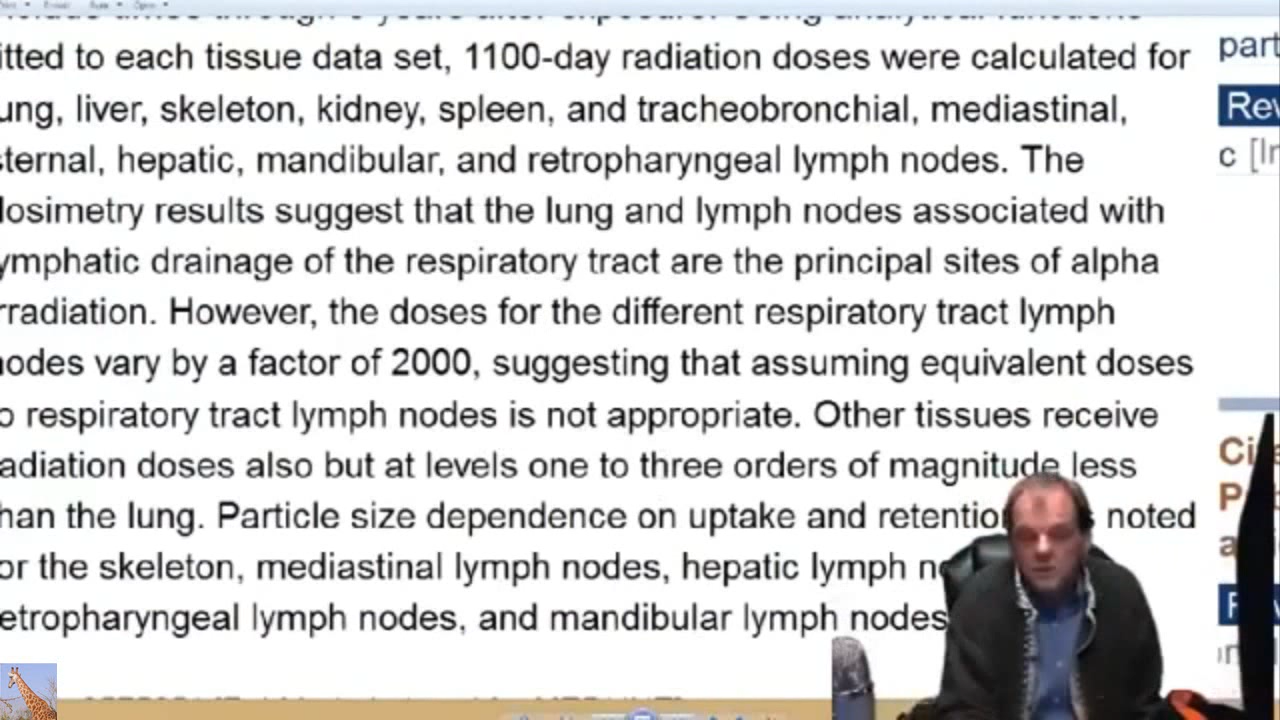 itted to each tissue data set, 1100-day radiation doses were calculated for
ung, liver, skeleton, kidney, spleen, and tracheobronchial, mediastinal,
sternal, hepatic, mandibular, and retropharyngeal lymph nodes. The
losimetry results suggest that the lung and lymph nodes associated with
ymphatic drainage of the respiratory tract are the principal sites of alpha
rradiation. However, the doses for the different respiratory tract lymph
nodes vary by a factor of 2000, suggesting that assuming equivalent doses
o respiratory tract lymph nodes is not appropriate. Other tissues receive
adiation doses also but at levels one to three orders of magnitude less
than the lung. Particle size dependence on uptake and retentio noted
or the skeleton, mediastinal lymph nodes, hepatic lymph no
etropharyngeal lymph nodes, and mandibular lymph nodes
part
Rev
c [In
Ci
P
a